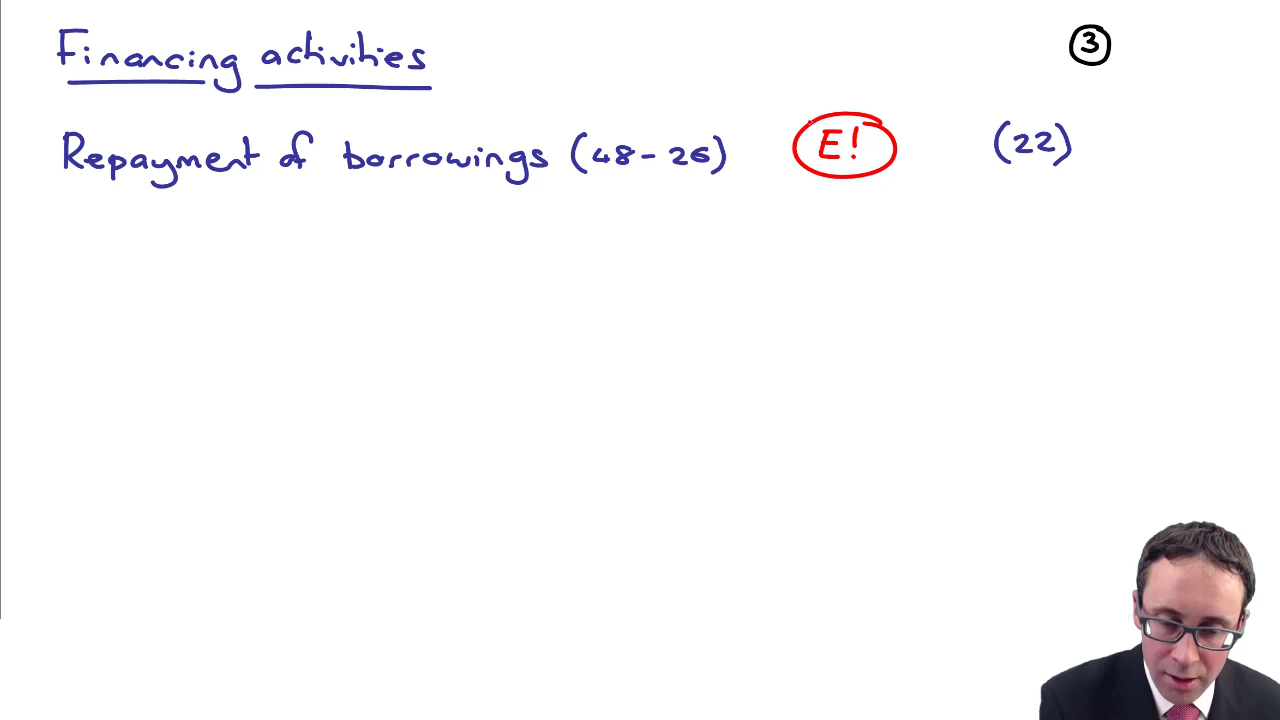 Financing activities ③
Repayment of borrowings (48 - 26) E! (22)